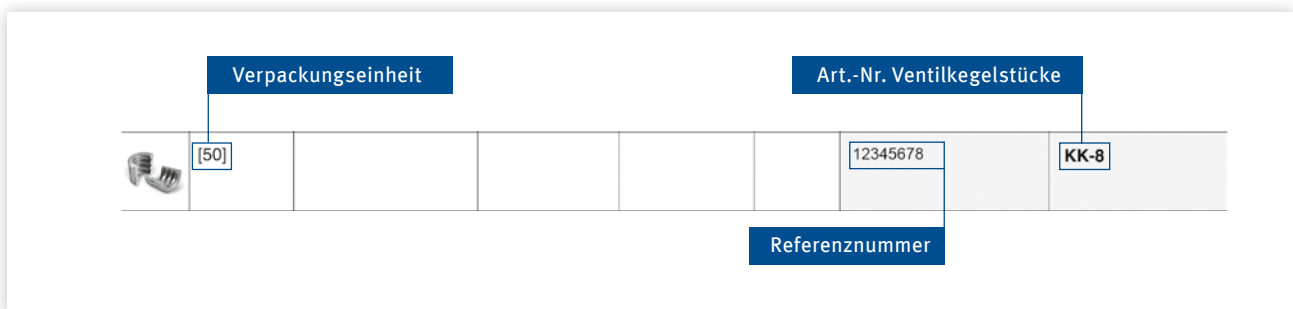 Verpackungseinheit
Art.-Nr. Ventilkegelstücke
[50]
12345678
KK-8
Referenznummer